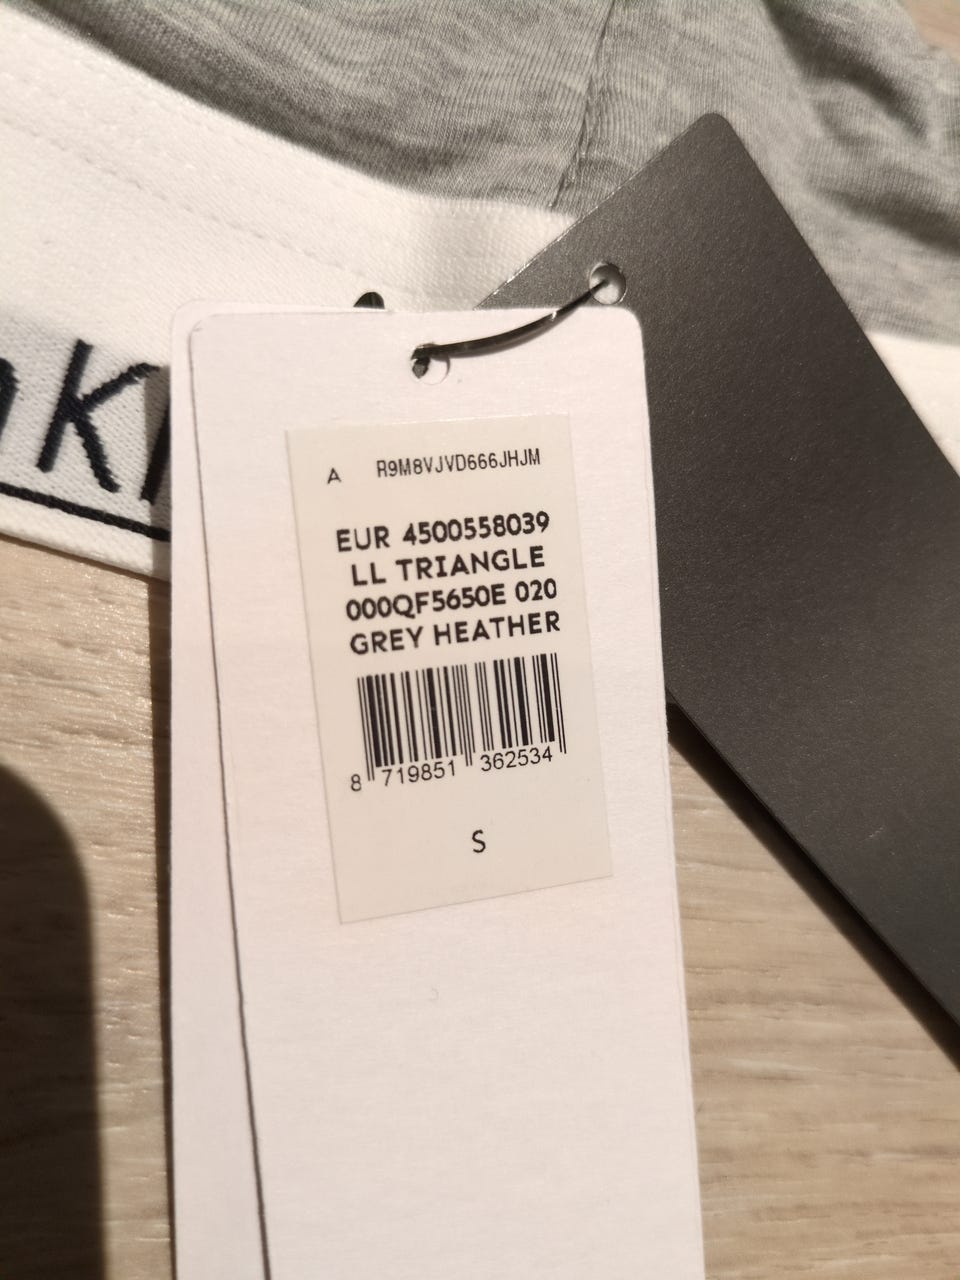 A R9M8VJVD666JHJM
EUR 4500558039
LL TRIANGLE
000QF5650E 020
GREY HEATHER
8 719851 362534
S